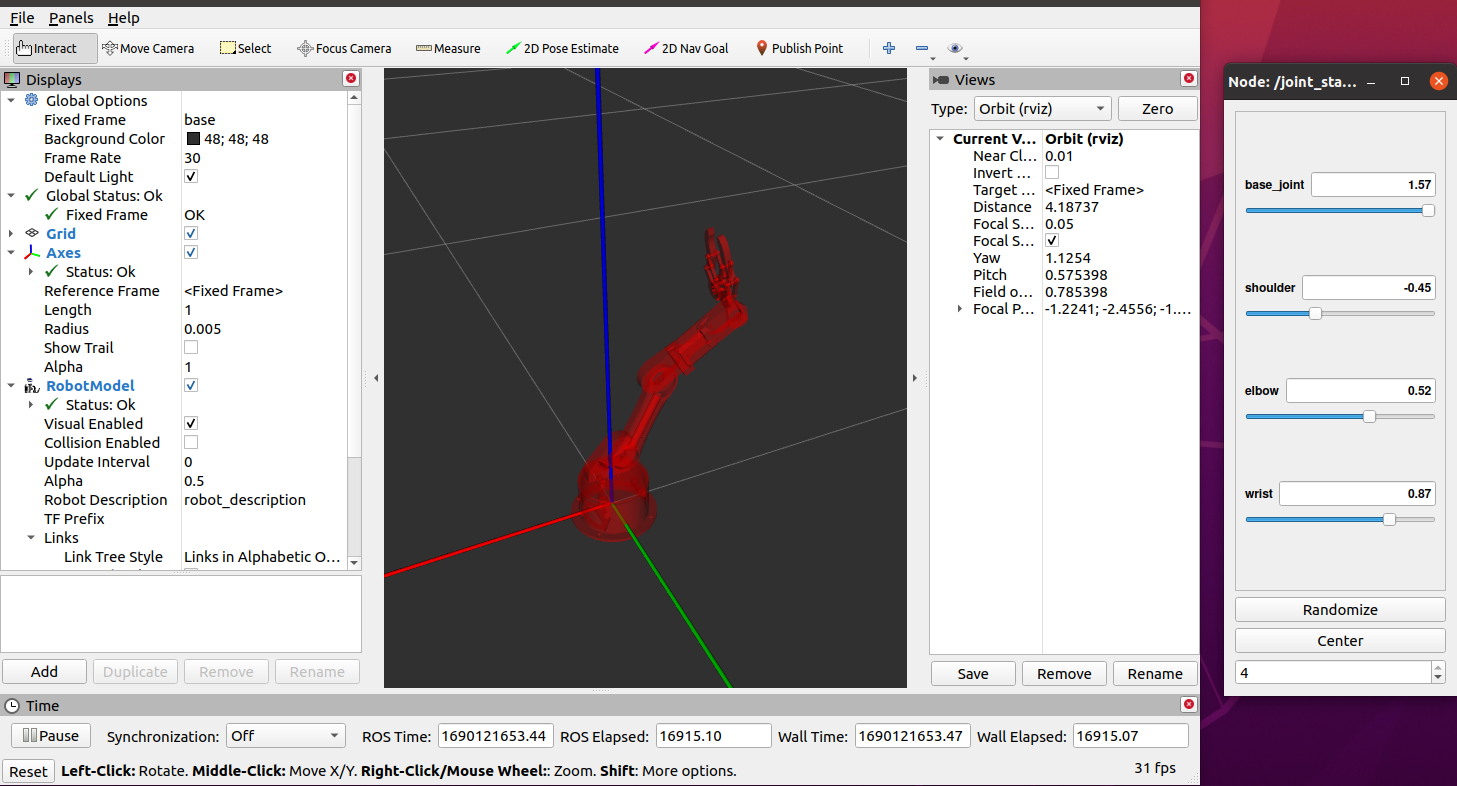 File Panels Help
Interact Move Camera Select Focus Camera Measure 2D Pose Estimate 2D Nav Goal Publish Point
Displays
Global Options
Fixed Frame base
Background Color 48; 48; 48
Frame Rate 30
Default Light
Global Status: Ok
Fixed Frame OK
Grid
Axes
Status: Ok
Reference Frame <Fixed Frame>
Length 1
Radius 0.005
Show Trail
Alpha 1
RobotModel
Status: Ok
Visual Enabled
Collision Enabled
Update Interval 0
Alpha 0.5
Robot Description robot_description
TF Prefix
Links
Link Tree Style Links in Alphabetic O...
Add Duplicate Remove Rename
Views
Type: Orbit (rviz) Zero
Current V... Orbit (rviz)
Near Cl... 0.01
Invert ...
Target ... <Fixed Frame>
Distance 4.18737
Focal S... 0.05
Focal S...
Yaw 1.1254
Pitch 0.575398
Field o... 0.785398
Focal P... -1.2241; -2.4556; -1....
Save Remove Rename
Time
Pause Synchronization: Off ROS Time: 1690121653.44 ROS Elapsed: 16915.10 Wall Time: 1690121653.47 Wall Elapsed: 16915.07
Reset Left-Click: Rotate. Middle-Click: Move X/Y. Right-Click/Mouse Wheel:: Zoom. Shift: More options. 31 fps
Node: /joint_sta...
base_joint 1.57
shoulder -0.45
elbow 0.52
wrist 0.87
Randomize
Center
4